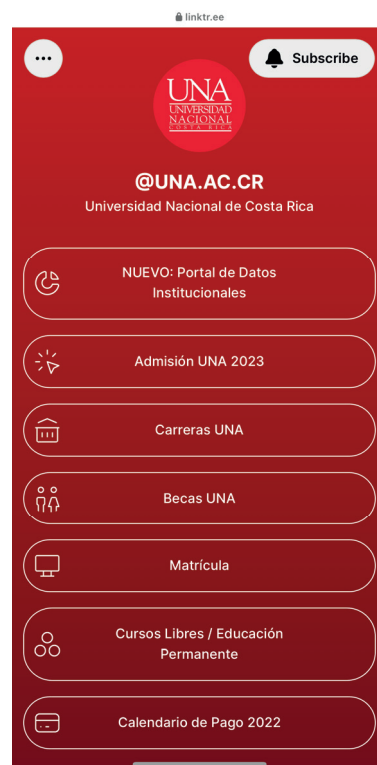 linktr.ee
Subscribe
UNA
UNIVERSIDAD
NACIONAL
COSTA RICA
@UNA.AC.CR
Universidad Nacional de Costa Rica
NUEVO: Portal de Datos
Institucionales
Admisión UNA 2023
Carreras UNA
Becas UNA
Matrícula
Cursos Libres / Educación
Permanente
Calendario de Pago 2022